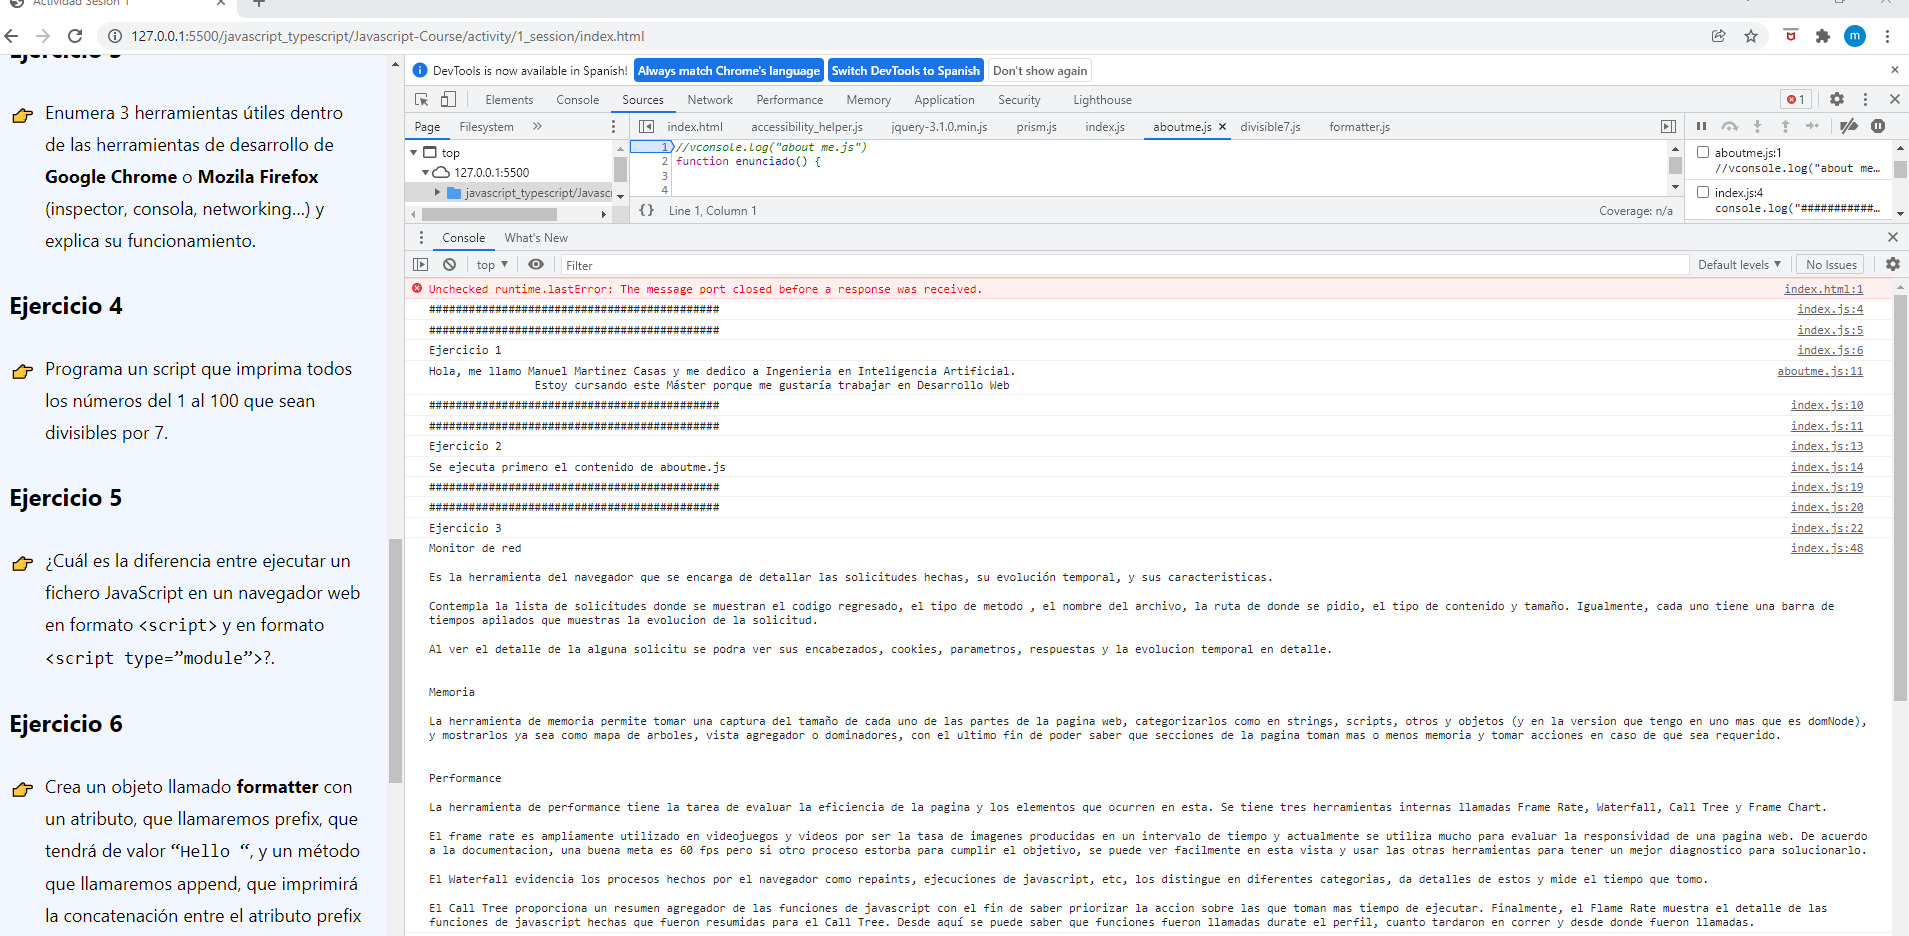 Actividad Sesión 1
127.0.0.1:5500/javascript_typescript/Javascript-Course/activity/1_session/index.html
m
Enumera 3 herramientas útiles dentro
de las herramientas de desarrollo de
Google Chrome o Mozila Firefox
(inspector, consola, networking...) y
explica su funcionamiento.
Ejercicio 4
Programa un script que imprima todos
los números del 1 al 100 que sean
divisibles por 7.
Ejercicio 5
¿Cuál es la diferencia entre ejecutar un
fichero JavaScript en un navegador web
en formato <script> y en formato
<script type=”module”>?.
Ejercicio 6
Crea un objeto llamado formatter con
un atributo, que llamaremos prefix, que
tendrá de valor “Hello “, y un método
que llamaremos append, que imprimirá
la concatenación entre el atributo prefix
DevTools is now available in Spanish! Always match Chrome's language Switch DevTools to Spanish Don't show again
Elements Console Sources Network Performance Memory Application Security Lighthouse 1
Page Filesystem index.html accessibility_helper.js jquery-3.1.0.min.js prism.js index.js aboutme.js divisible7.js formatter.js
top
127.0.0.1:5500
javascript_typescript/Javasc
1 //vconsole.log("about me.js")
2 function enunciado() {
3
4
{ } Line 1, Column 1 Coverage: n/a
aboutme.js:1
//vconsole.log("about me…
index.js:4
console.log("###########…
Console What's New
top Filter Default levels No Issues
Unchecked runtime.lastError: The message port closed before a response was received. index.html:1
############################################ index.js:4
############################################ index.js:5
Ejercicio 1 index.js:6
Hola, me llamo Manuel Martinez Casas y me dedico a Ingenieria en Inteligencia Artificial. aboutme.js:11
Estoy cursando este Máster porque me gustaría trabajar en Desarrollo Web
############################################ index.js:10
############################################ index.js:11
Ejercicio 2 index.js:13
Se ejecuta primero el contenido de aboutme.js index.js:14
############################################ index.js:19
############################################ index.js:20
Ejercicio 3 index.js:22
Monitor de red index.js:48
Es la herramienta del navegador que se encarga de detallar las solicitudes hechas, su evolución temporal, y sus caracteristicas.
Contempla la lista de solicitudes donde se muestran el codigo regresado, el tipo de metodo , el nombre del archivo, la ruta de donde se pidio, el tipo de contenido y tamaño. Igualmente, cada uno tiene una barra de
tiempos apilados que muestras la evolucion de la solicitud.
Al ver el detalle de la alguna solicitu se podra ver sus encabezados, cookies, parametros, respuestas y la evolucion temporal en detalle.
Memoria
La herramienta de memoria permite tomar una captura del tamaño de cada uno de las partes de la pagina web, categorizarlos como en strings, scripts, otros y objetos (y en la version que tengo en uno mas que es domNode),
y mostrarlos ya sea como mapa de arboles, vista agregador o dominadores, con el ultimo fin de poder saber que secciones de la pagina toman mas o menos memoria y tomar acciones en caso de que sea requerido.
Performance
La herramienta de performance tiene la tarea de evaluar la eficiencia de la pagina y los elementos que ocurren en esta. Se tiene tres herramientas internas llamadas Frame Rate, Waterfall, Call Tree y Frame Chart.
El frame rate es ampliamente utilizado en videojuegos y videos por ser la tasa de imagenes producidas en un intervalo de tiempo y actualmente se utiliza mucho para evaluar la responsividad de una pagina web. De acuerdo
a la documentacion, una buena meta es 60 fps pero si otro proceso estorba para cumplir el objetivo, se puede ver facilmente en esta vista y usar las otras herramientas para tener un mejor diagnostico para solucionarlo.
El Waterfall evidencia los procesos hechos por el navegador como repaints, ejecuciones de javascript, etc, los distingue en diferentes categorias, da detalles de estos y mide el tiempo que tomo.
El Call Tree proporciona un resumen agregador de las funciones de javascript con el fin de saber priorizar la accion sobre las que toman mas tiempo de ejecutar. Finalmente, el Flame Rate muestra el detalle de las
funciones de javascript hechas que fueron resumidas para el Call Tree. Desde aquí se puede saber que funciones fueron llamadas durate el perfil, cuanto tardaron en correr y desde donde fueron llamadas.